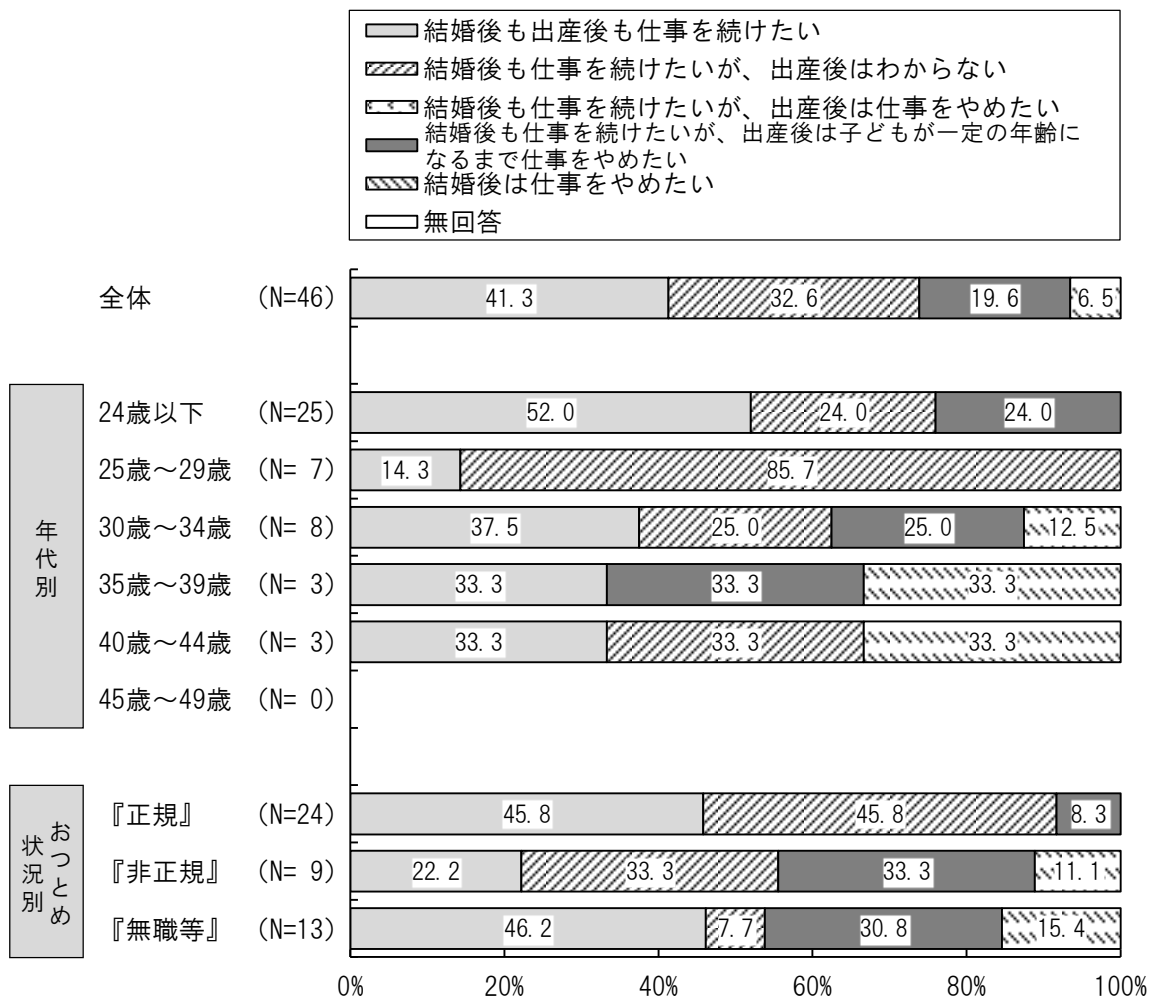 結婚後も出産後も仕事を続けたい
結婚後も仕事を続けたいが、出産後はわからない
結婚後も仕事を続けたいが、出産後は仕事をやめたい
結婚後も仕事を続けたいが、出産後は子どもが一定の年齢に
なるまで仕事をやめたい
結婚後は仕事をやめたい
無回答
全体 (N=46) 41.3 32.6 19.6 6.5
年代別
24歳以下 (N=25) 52.0 24.0 24.0
25歳～29歳 (N= 7) 14.3 85.7
30歳～34歳 (N= 8) 37.5 25.0 25.0 12.5
35歳～39歳 (N= 3) 33.3 33.3 33.3
40歳～44歳 (N= 3) 33.3 33.3 33.3
45歳～49歳 (N= 0)
おつとめ
状況別
『正規』 (N=24) 45.8 45.8 8.3
『非正規』 (N= 9) 22.2 33.3 33.3 11.1
『無職等』 (N=13) 46.2 7.7 30.8 15.4
0% 20% 40% 60% 80% 100%